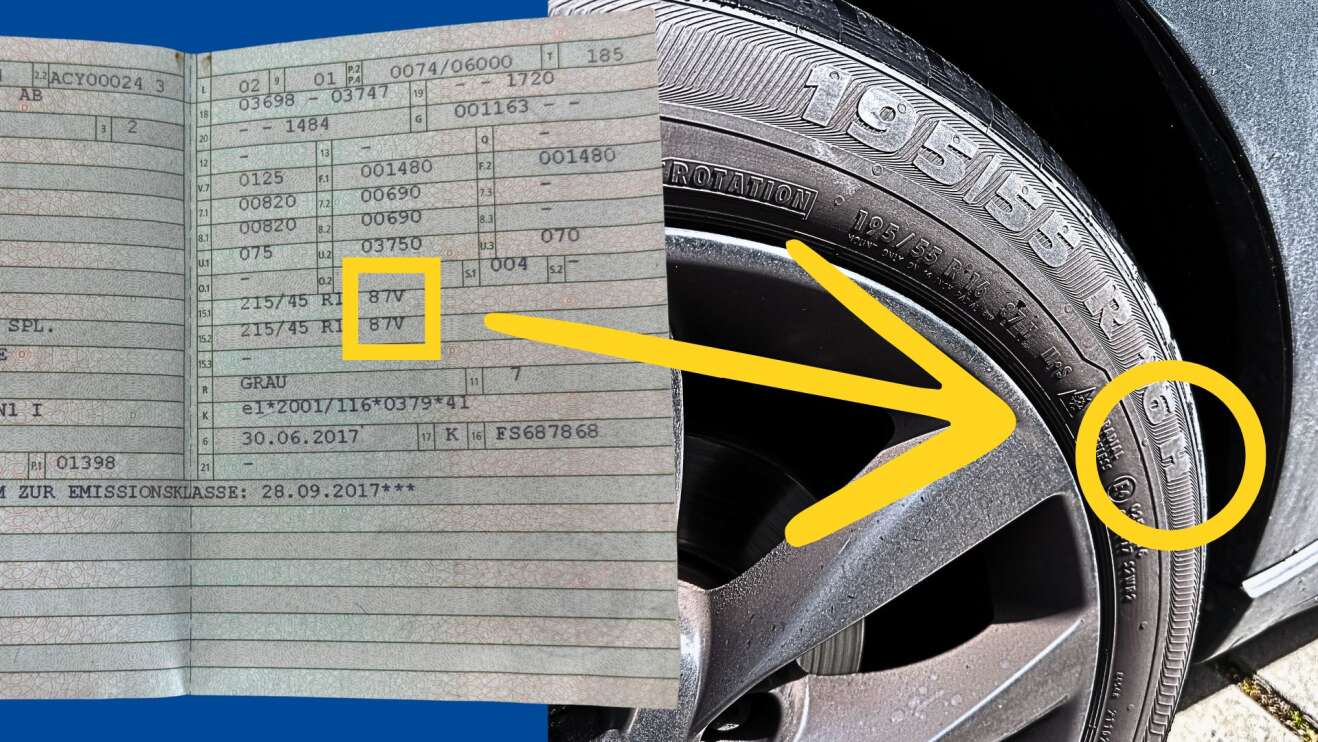 2.2 ACY00024 3
AB
3 2
SPL.
E
N1 I
P.1 01398
M ZUR EMISSIONSKLASSE: 28.09.2017***
L 02 9 01 P.2 P.4 0074/06000 T 185
18 03698 - 03747 19 - - 1720
20 - - 1484 G 001163 - -
12 - 13 - Q -
V.7 0125 F.1 001480 F.2 001480
7.1 00820 7.2 00690 7.3 -
8.1 00820 8.2 00690 8.3 -
U.1 075 U.2 03750 U.3 070
O.1 - O.2 - S.1 004 S.2 -
15.1 215/45 R1 87V
15.2 215/45 R1 87V
15.3 -
R GRAU 11 7
K e1*2001/116*0379*41
6 30.06.2017 17 K 16 FS687868
21 -
195/55 R 16 H
ROTATION
195/55 R16